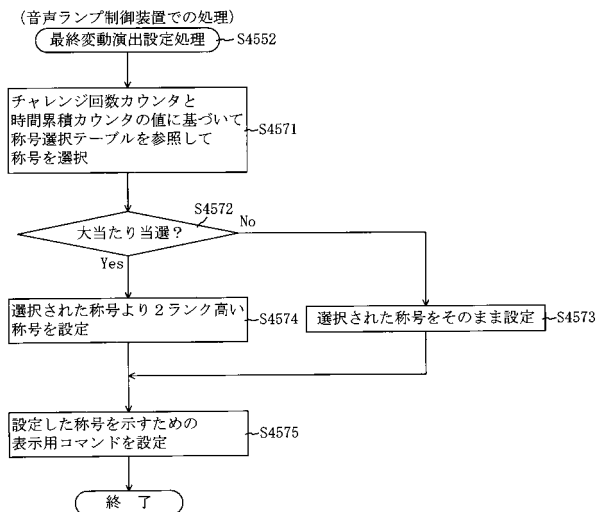 （音声ランプ制御装置での処理）
最終変動演出設定処理
S4552
チャレンジ回数カウンタと
時間累積カウンタの値に基づいて
称号選択テーブルを参照して
称号を選択
S4571
S4572
大当たり当選？
No
Yes
選択された称号より２ランク高い
称号を設定
S4574
選択された称号をそのまま設定
S4573
設定した称号を示すための
表示用コマンドを設定
S4575
終　了